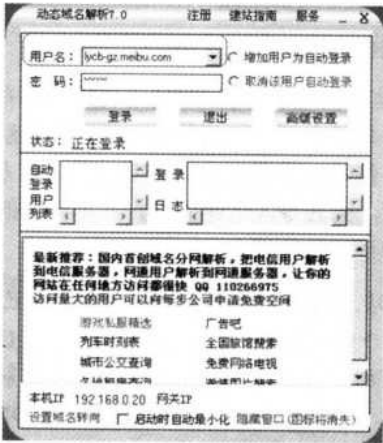 动态域名解析7.0 注册 建站指南 服务 _ X
用户名: lycb-gz.meibu.com 增加用户为自动登录
密 码: 取消该用户自动登录
登录 退出 高级设置
状态: 正在登录
自动登录用户列表
登录日志
最新推荐：国内首创域名分网解析，把电信用户解析
到电信服务器，网通用户解析到网通服务器，让你的
网站在任何地方访都很快 QQ 110266975
访问量大的用户可以向每步公司申请免费空间
游戏私服精选 广告吧
列车时刻表 全国旅馆搜索
城市公交查询 免费网络电视
本机IP 192.168.0.20 网关IP
设置域名转向 启动时自动最小化 隐藏窗口(图标将消失)